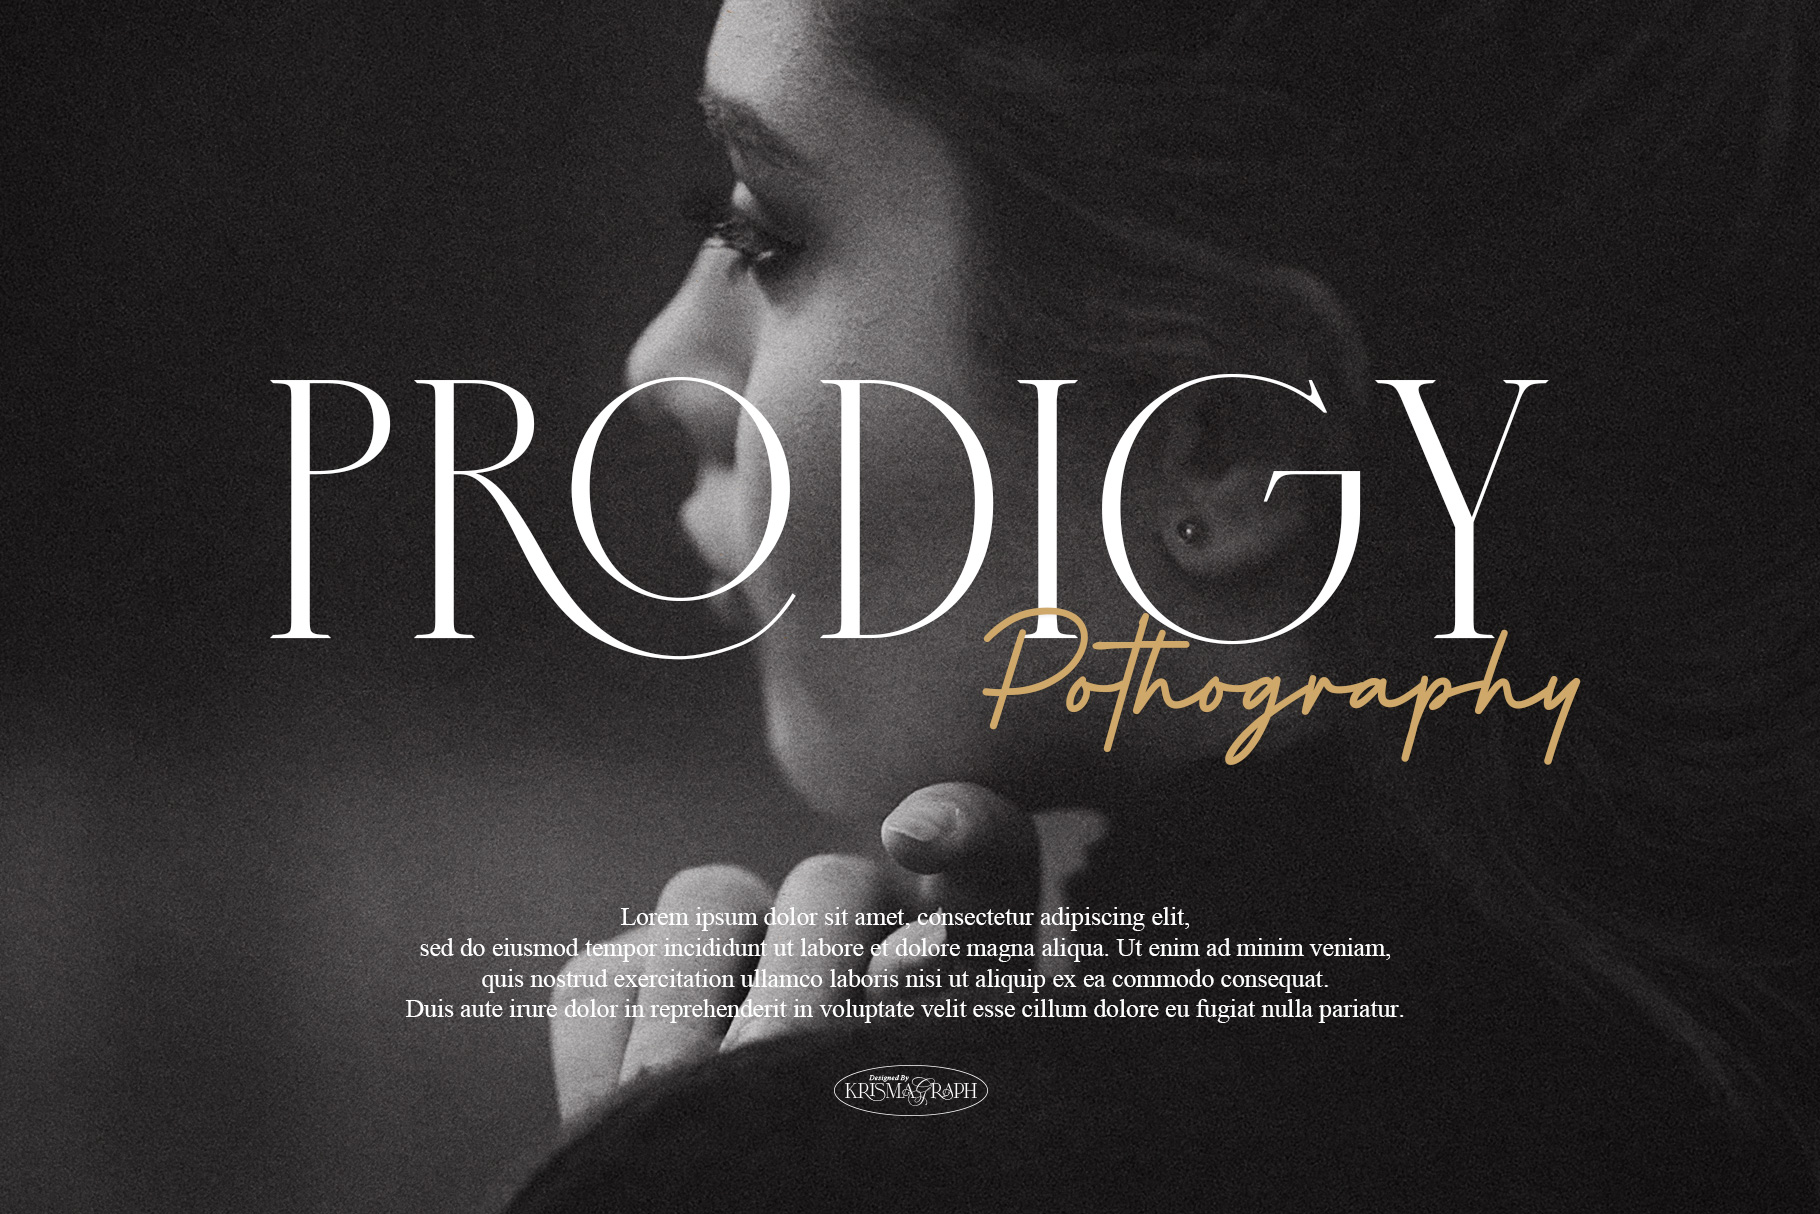 PRODIGY
Pothography
Lorem ipsum dolor sit amet, consectetur adipiscing elit,
sed do eiusmod tempor incididunt ut labore et dolore magna aliqua. Ut enim ad minim veniam,
quis nostrud exercitation ullamco laboris nisi ut aliquip ex ea commodo consequat.
Duis aute irure dolor in reprehenderit in voluptate velit esse cillum dolore eu fugiat nulla pariatur.
Designed By
KRISMAGRAPH